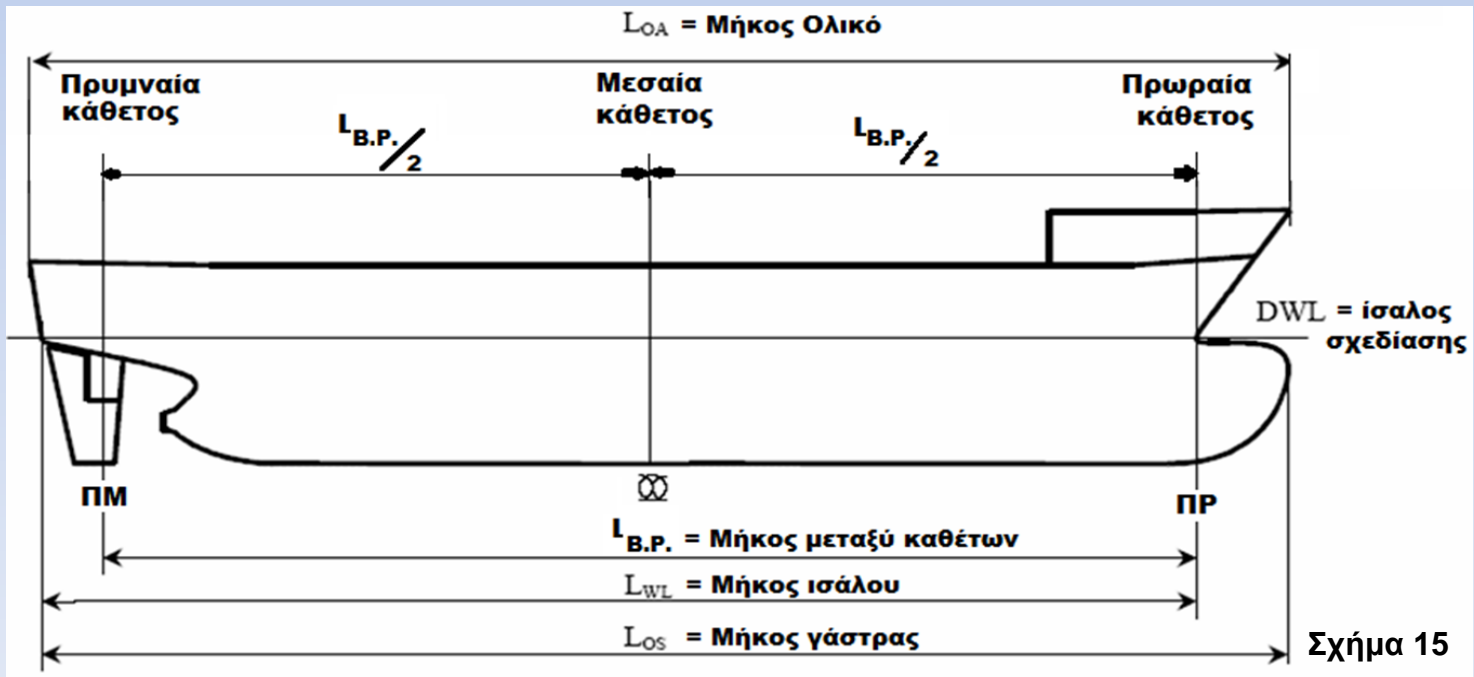 L_OA = Μήκος Ολικό
Πρυμναία
κάθετος
Μεσαία
κάθετος
Πρωραία
κάθετος
L_B.P./2
L_B.P./2
DWL = ίσαλος
σχεδίασης
ΠΜ
ΠΡ
L_B.P. = Μήκος μεταξύ καθέτων
L_WL = Μήκος ισάλου
L_OS = Μήκος γάστρας
Σχήμα 15